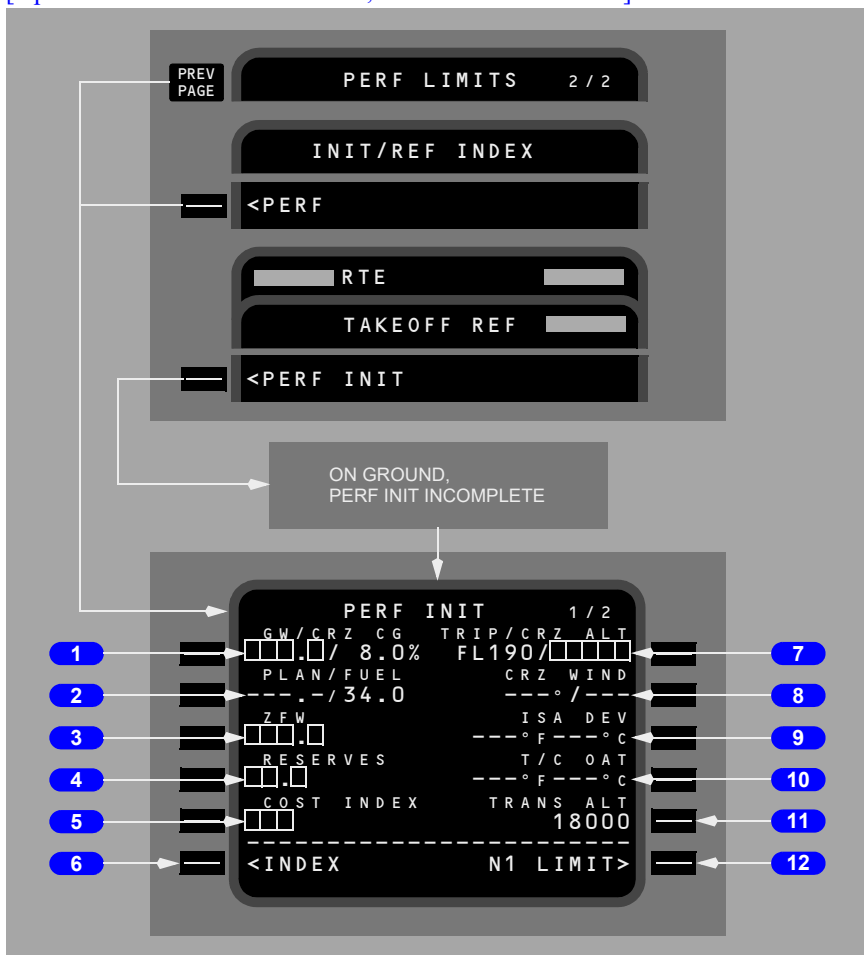 PREV
PAGE
PERF LIMITS 2/2
INIT/REF INDEX
<PERF
RTE
TAKEOFF REF
<PERF INIT
ON GROUND,
PERF INIT INCOMPLETE
PERF INIT 1/2
GW/CRZ CG TRIP/CRZ ALT
1 □□□.□/ 8.0% FL190/□□□□□ 7
PLAN/FUEL CRZ WIND
2 ---.-/34.0 ---°/--- 8
ZFW ISA DEV
3 □□□.□ ---°F---°C 9
RESERVES T/C OAT
4 □□.□ ---°F---°C 10
COST INDEX TRANS ALT
5 □□□ 18000 11
------------------------
6 <INDEX N1 LIMIT> 12